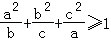 a²/b + b²/c + c²/a ⩾ 1